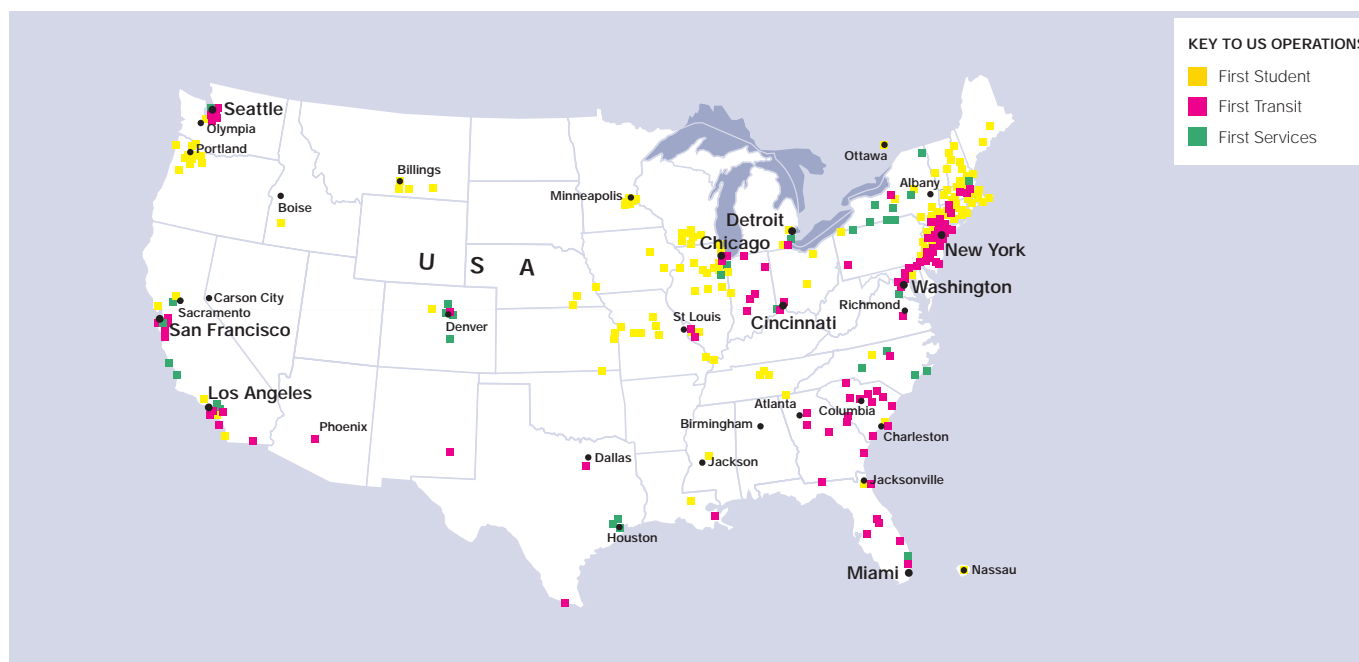 KEY TO US OPERATIONS
First Student
First Transit
First Services
Seattle
Olympia
Portland
Billings
Boise
Minneapolis
Ottawa
Albany
Detroit
Chicago
New York
U S A
Washington
Carson City
Sacramento
San Francisco
Denver
St Louis
Cincinnati
Richmond
Los Angeles
Phoenix
Atlanta
Columbia
Birmingham
Charleston
Dallas
Jackson
Jacksonville
Houston
Miami
Nassau